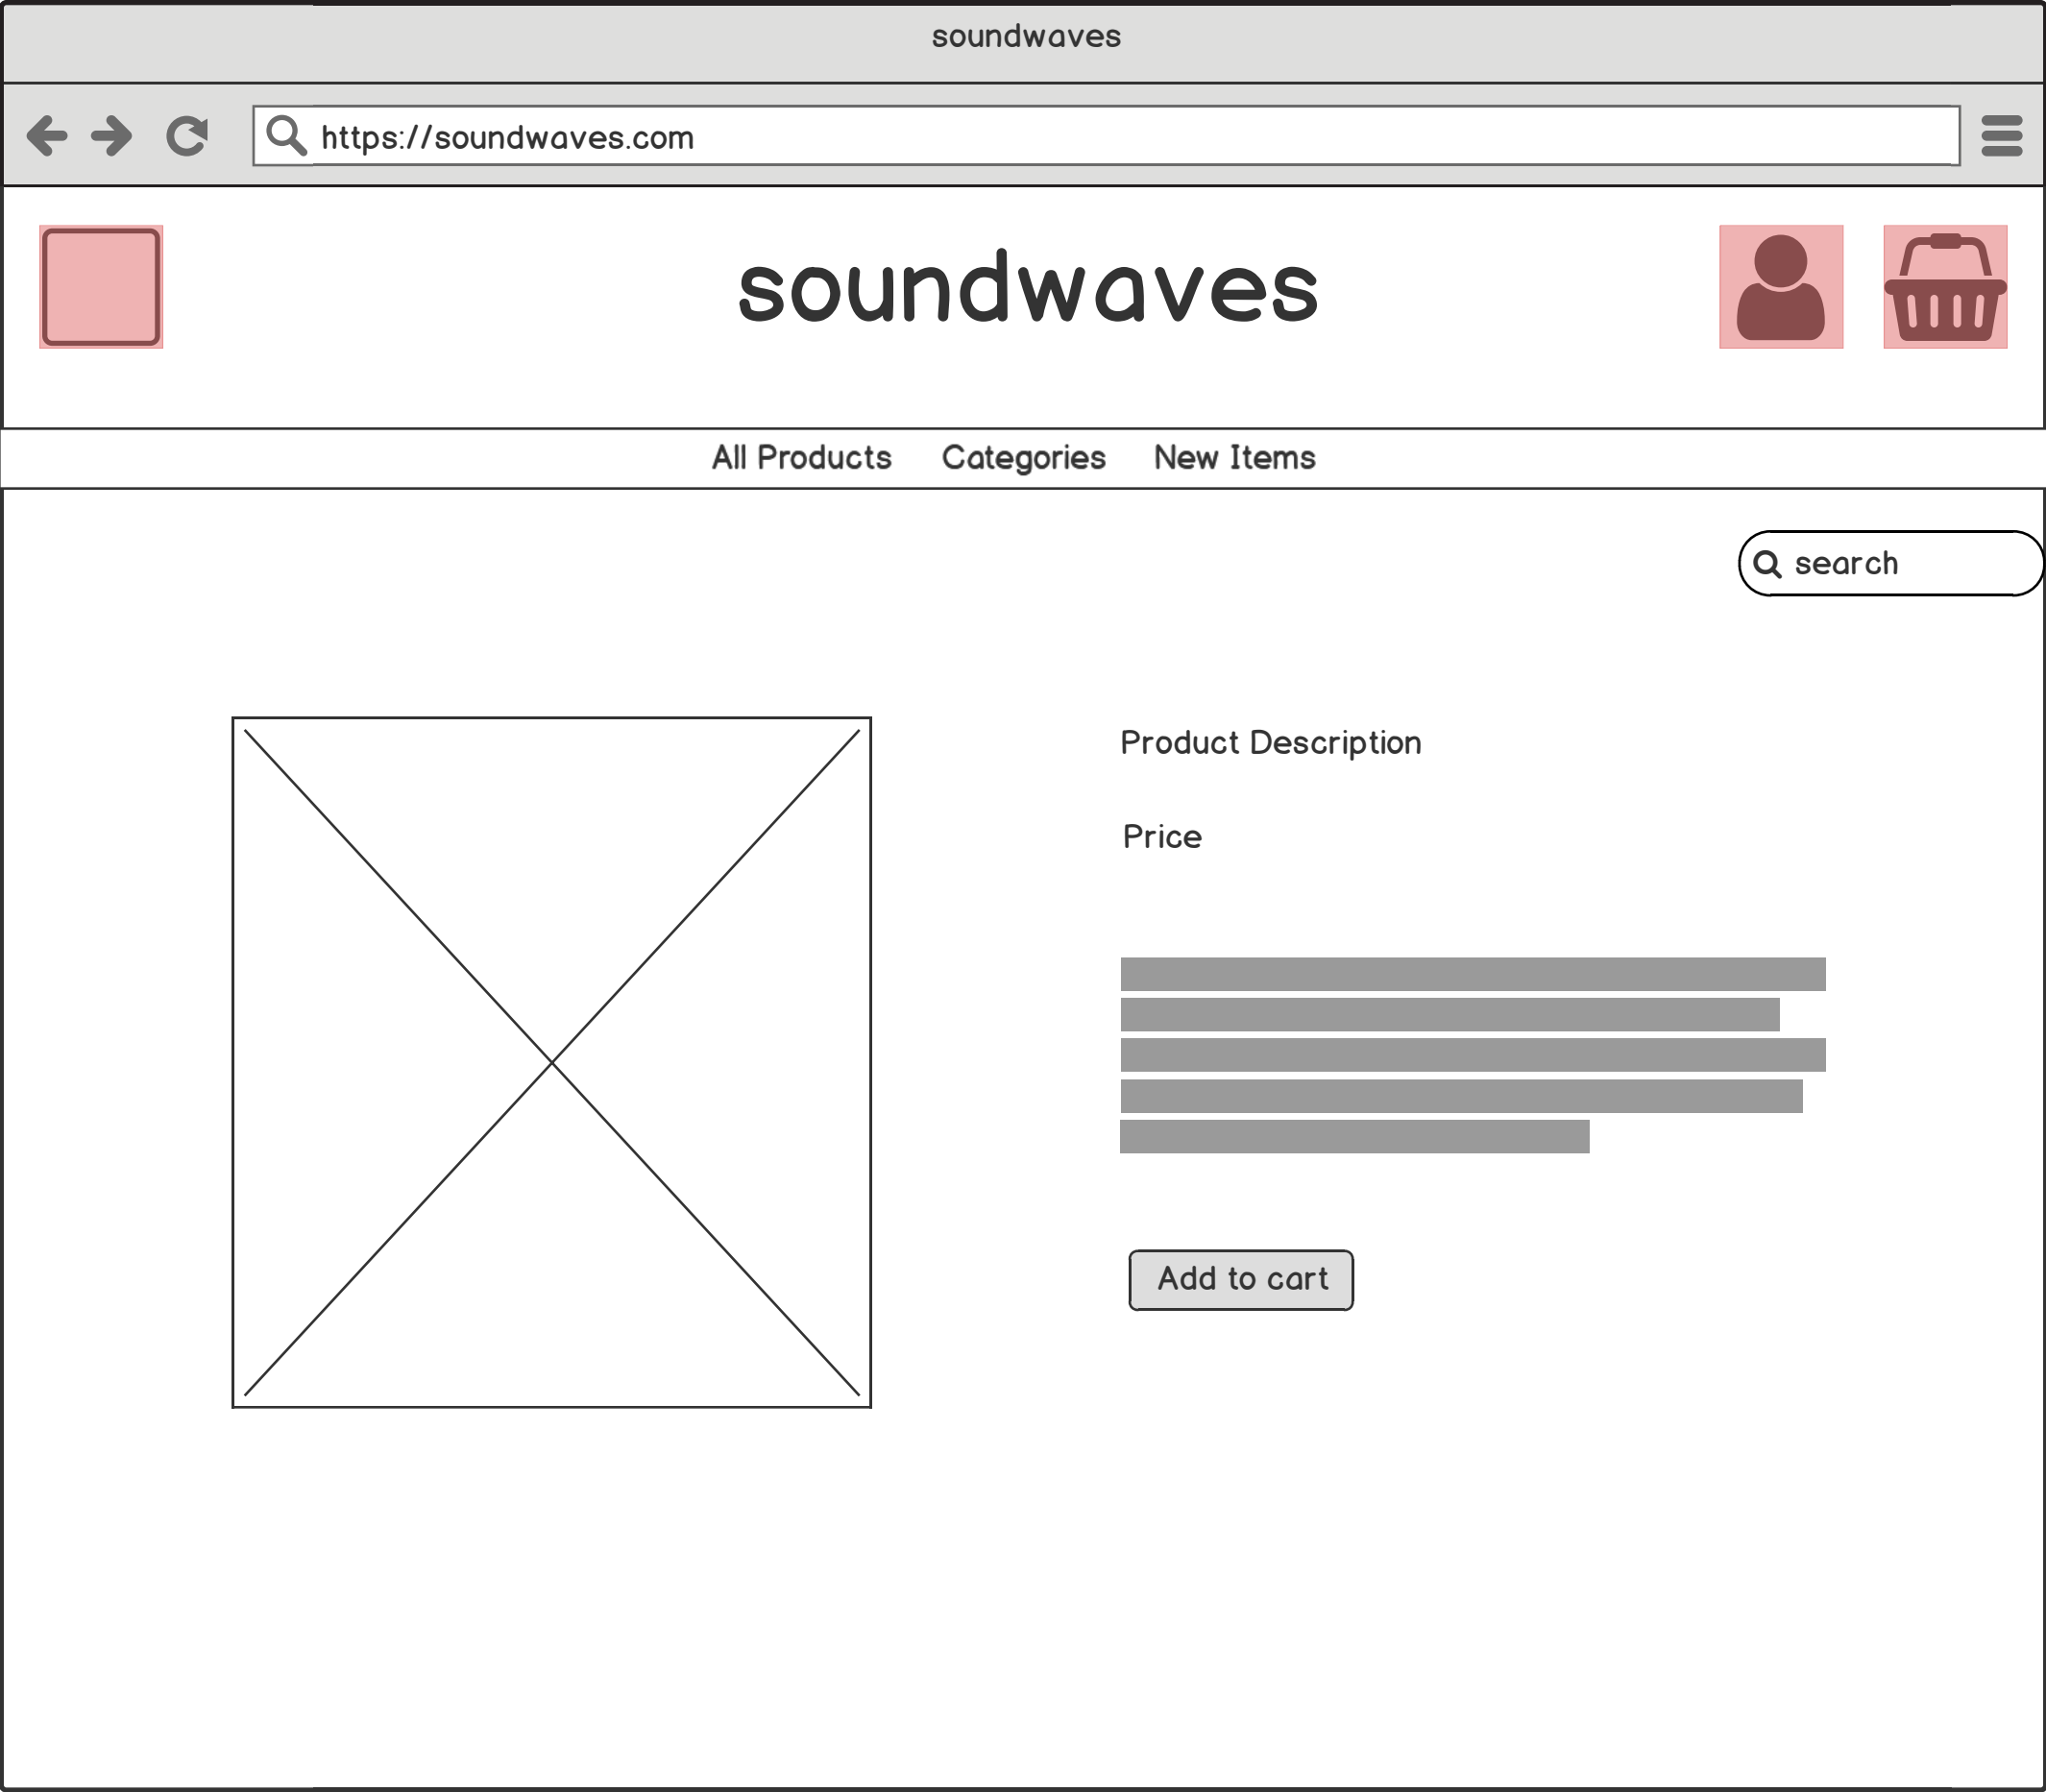 soundwaves
https://soundwaves.com
soundwaves
All Products Categories New Items
search
Product Description
Price
Add to cart